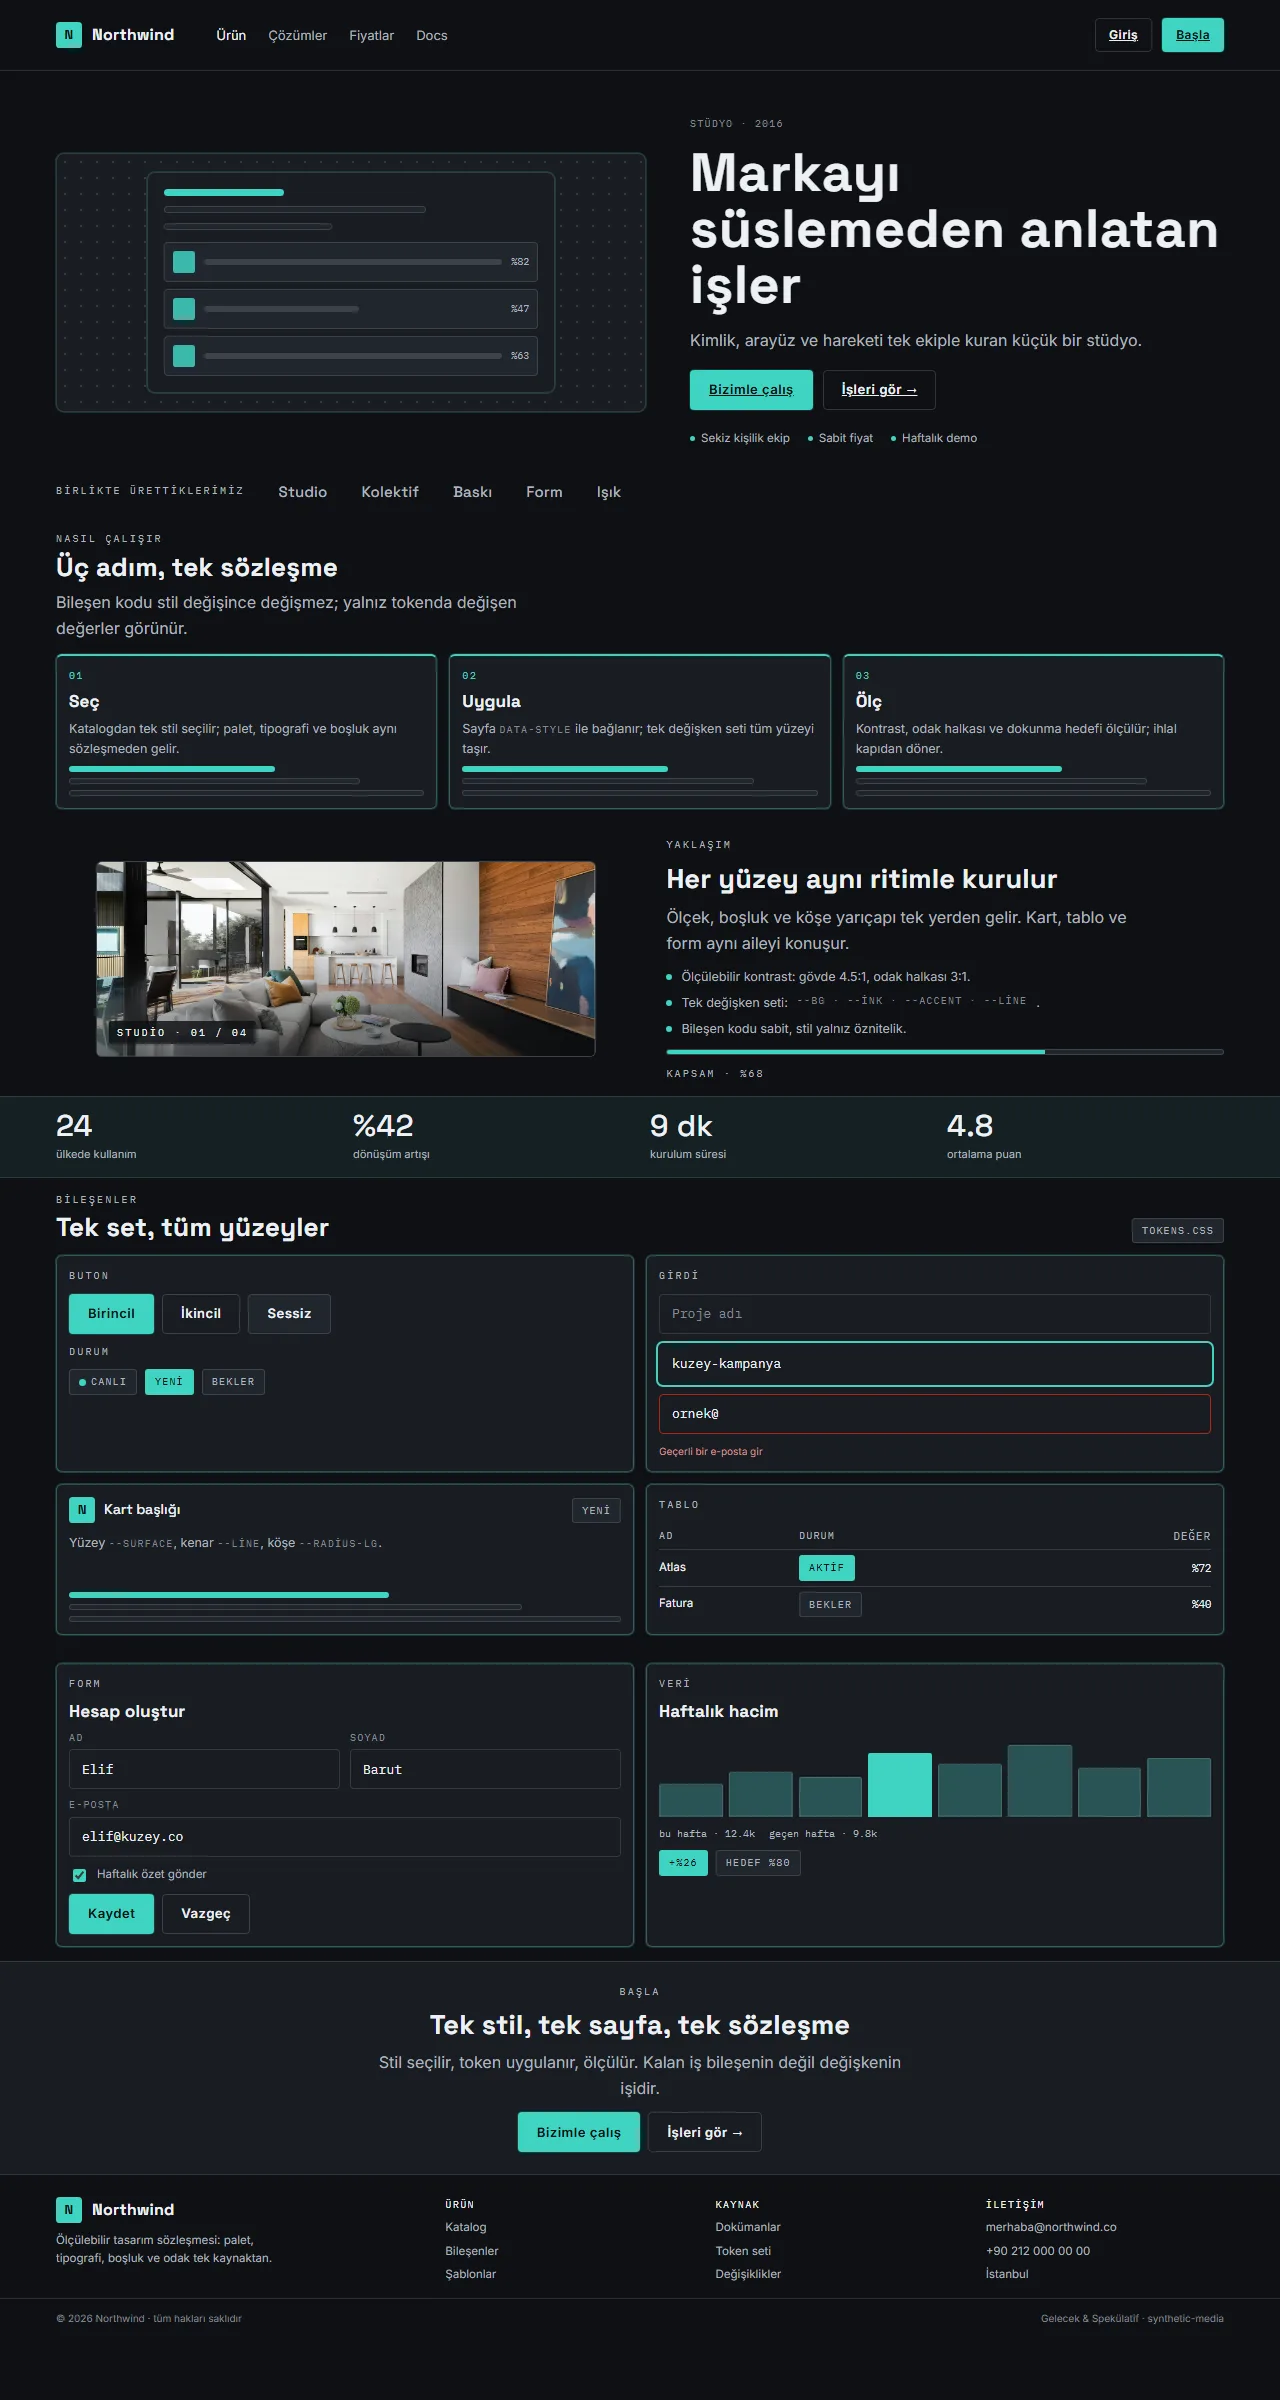 N Northwind Ürün Çözümler Fiyatlar Docs Giriş Başla
STÜDYO · 2016
Markayı
süslemeden anlatan
işler
Kimlik, arayüz ve hareketi tek ekiple kuran küçük bir stüdyo.
Bizimle çalış İşleri gör →
Sekiz kişilik ekip Sabit fiyat Haftalık demo
%82
%47
%63
BİRLİKTE ÜRETTİKLERİMİZ Studio Kolektif Baskı Form Işık
NASIL ÇALIŞIR
Üç adım, tek sözleşme
Bileşen kodu stil değişince değişmez; yalnız tokenda değişen
değerler görünür.
01
Seç
Katalogdan tek stil seçilir; palet, tipografi ve boşluk aynı
sözleşmeden gelir.
02
Uygula
Sayfa DATA-STYLE ile bağlanır; tek değişken seti tüm yüzeyi
taşır.
03
Ölç
Kontrast, odak halkası ve dokunma hedefi ölçülür; ihlal
kapıdan döner.
STUDİO · 01 / 04
YAKLAŞIM
Her yüzey aynı ritimle kurulur
Ölçek, boşluk ve köşe yarıçapı tek yerden gelir. Kart, tablo ve
form aynı aileyi konuşur.
Ölçülebilir kontrast: gövde 4.5:1, odak halkası 3:1.
Tek değişken seti: --BG · --İNK · --ACCENT · --LİNE .
Bileşen kodu sabit, stil yalnız öznitelik.
KAPSAM · %68
24
ülkede kullanım
%42
dönüşüm artışı
9 dk
kurulum süresi
4.8
ortalama puan
BİLEŞENLER
Tek set, tüm yüzeyler
TOKENS.CSS
BUTON
Birincil İkincil Sessiz
DURUM
CANLI YENİ BEKLER
GİRDİ
Proje adı
kuzey-kampanya
ornek@
Geçerli bir e-posta gir
N Kart başlığı YENİ
Yüzey --SURFACE, kenar --LİNE, köşe --RADİUS-LG.
TABLO
AD DURUM DEĞER
Atlas AKTİF %72
Fatura BEKLER %40
FORM
Hesap oluştur
AD SOYAD
Elif Barut
E-POSTA
elif@kuzey.co
Haftalık özet gönder
Kaydet Vazgeç
VERİ
Haftalık hacim
bu hafta · 12.4k geçen hafta · 9.8k
+%26 HEDEF %80
BAŞLA
Tek stil, tek sayfa, tek sözleşme
Stil seçilir, token uygulanır, ölçülür. Kalan iş bileşenin değil değişkenin
işidir.
Bizimle çalış İşleri gör →
N Northwind
Ölçülebilir tasarım sözleşmesi: palet,
tipografi, boşluk ve odak tek kaynaktan.
ÜRÜN
Katalog
Bileşenler
Şablonlar
KAYNAK
Dokümanlar
Token seti
Değişiklikler
İLETİŞİM
merhaba@northwind.co
+90 212 000 00 00
İstanbul
© 2026 Northwind · tüm hakları saklıdır
Gelecek & Spekülatif · synthetic-media